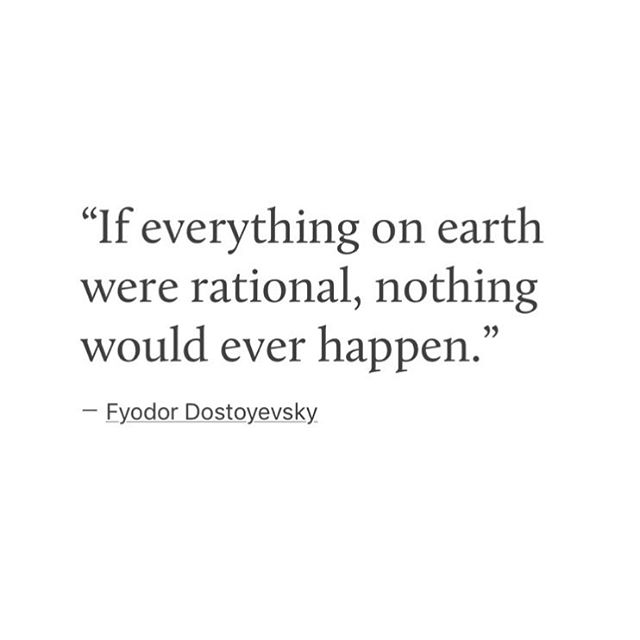 “If everything on earth
were rational, nothing
would ever happen.”
— Fyodor Dostoyevsky